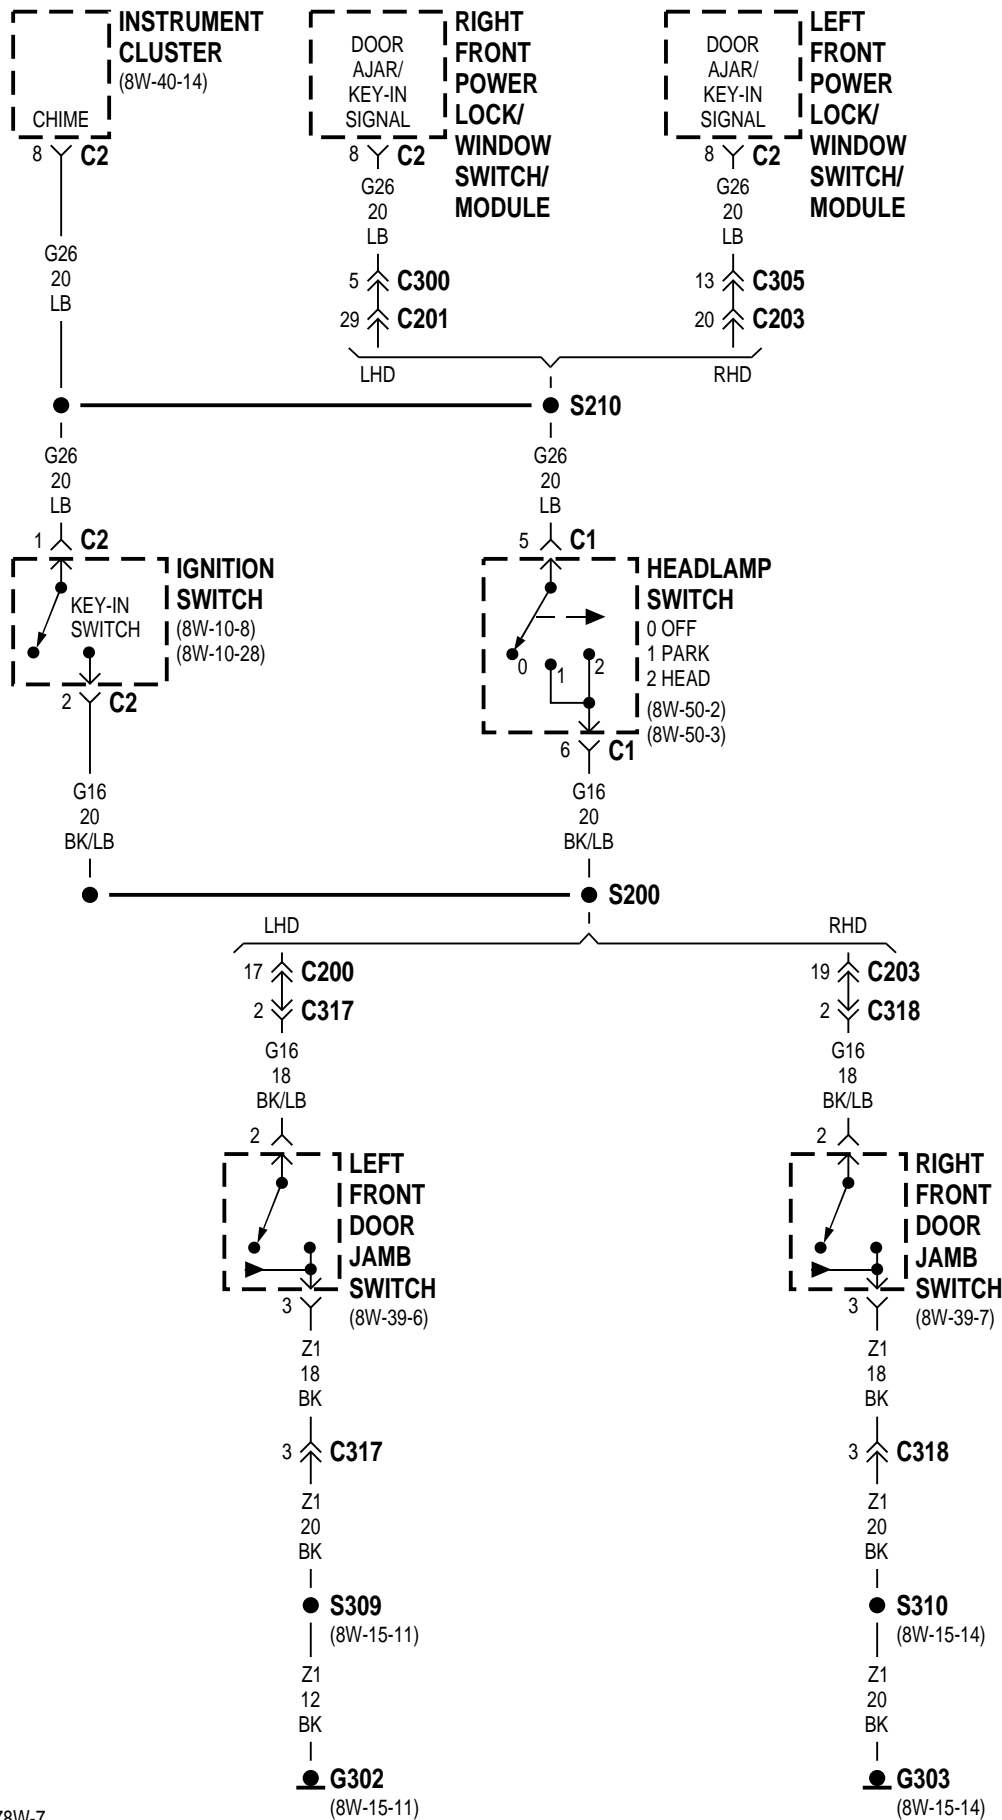 INSTRUMENT
CLUSTER
(8W-40-14)
CHIME
8
C2
RIGHT
FRONT
POWER
LOCK/
WINDOW
SWITCH/
MODULE
DOOR
AJAR/
KEY-IN
SIGNAL
8
C2
LEFT
FRONT
POWER
LOCK/
WINDOW
SWITCH/
MODULE
DOOR
AJAR/
KEY-IN
SIGNAL
8
C2
G26
20
LB
G26
20
LB
G26
20
LB
5
C300
13
C305
29
C201
20
C203
LHD
RHD
S210
G26
20
LB
G26
20
LB
1
C2
5
C1
IGNITION
SWITCH
(8W-10-8)
(8W-10-28)
KEY-IN
SWITCH
2
C2
HEADLAMP
SWITCH
0 OFF
1 PARK
2 HEAD
(8W-50-2)
(8W-50-3)
0
1
2
6
C1
G16
20
BK/LB
G16
20
BK/LB
S200
LHD
RHD
17
C200
19
C203
2
C317
2
C318
G16
18
BK/LB
G16
18
BK/LB
2
2
LEFT
FRONT
DOOR
JAMB
SWITCH
(8W-39-6)
RIGHT
FRONT
DOOR
JAMB
SWITCH
(8W-39-7)
3
3
Z1
18
BK
Z1
18
BK
3
C317
3
C318
Z1
20
BK
Z1
20
BK
S309
(8W-15-11)
S310
(8W-15-14)
Z1
12
BK
Z1
20
BK
G302
(8W-15-11)
G303
(8W-15-14)